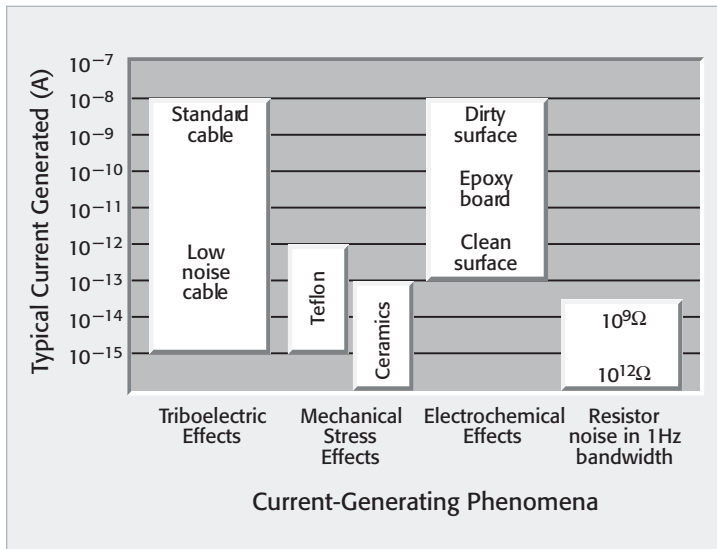 Typical Current Generated (A)
10⁻⁷
10⁻⁸
10⁻⁹
10⁻¹⁰
10⁻¹¹
10⁻¹²
10⁻¹³
10⁻¹⁴
10⁻¹⁵
Standard
cable
Low
noise
cable
Teflon
Ceramics
Dirty
surface
Epoxy
board
Clean
surface
10⁹Ω
10¹²Ω
Triboelectric
Effects
Mechanical
Stress
Effects
Electrochemical
Effects
Resistor
noise in 1Hz
bandwidth
Current-Generating Phenomena